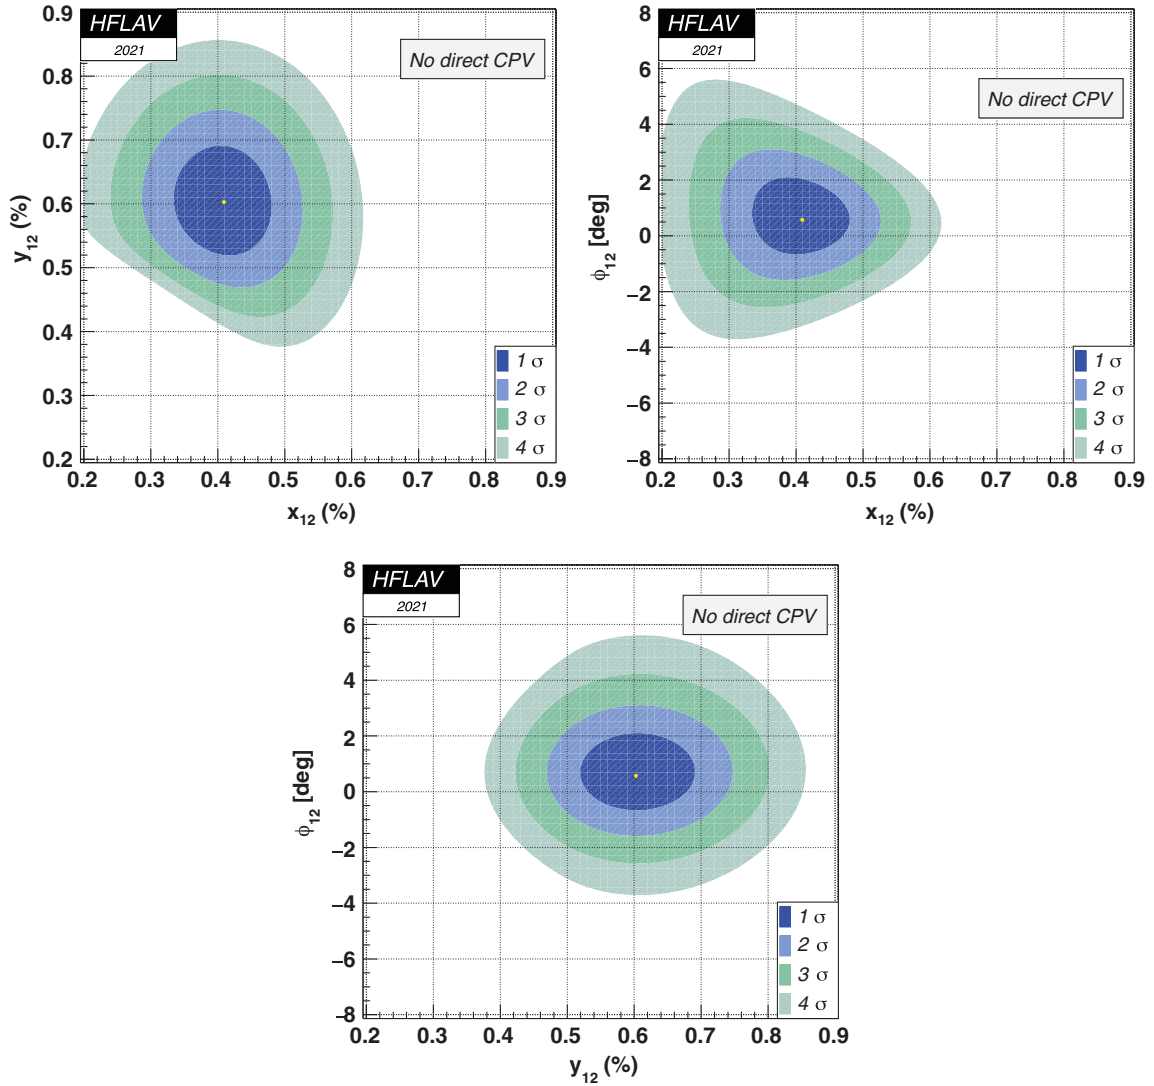 HFLAV
2021
No direct CPV
0.9
0.8
0.7
0.6
0.5
0.4
0.3
0.2
y12 (%)
1 σ
2 σ
3 σ
4 σ
0.2 0.3 0.4 0.5 0.6 0.7 0.8 0.9
x12 (%)
HFLAV
2021
No direct CPV
8
6
4
2
0
−2
−4
−6
−8
ϕ12 [deg]
1 σ
2 σ
3 σ
4 σ
0.2 0.3 0.4 0.5 0.6 0.7 0.8 0.9
x12 (%)
HFLAV
2021
No direct CPV
8
6
4
2
0
−2
−4
−6
−8
ϕ12 [deg]
1 σ
2 σ
3 σ
4 σ
0.2 0.3 0.4 0.5 0.6 0.7 0.8 0.9
y12 (%)